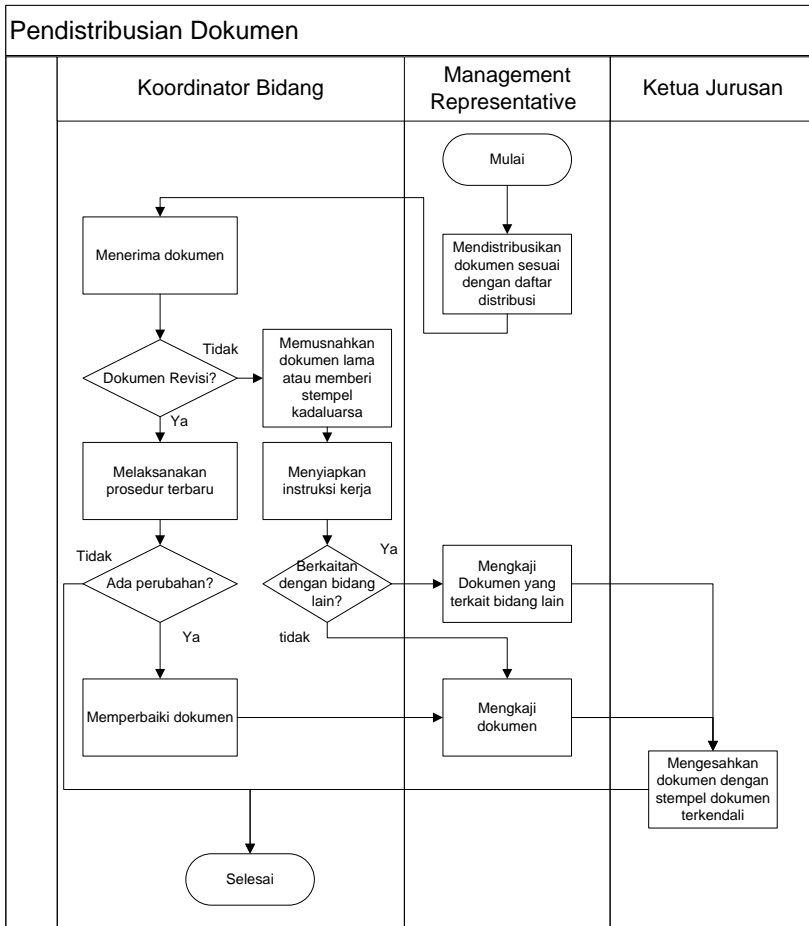 Pendistribusian Dokumen
Koordinator Bidang
Management
Representative
Ketua Jurusan
Mulai
Mendistribusikan
dokumen sesuai
dengan daftar
distribusi
Menerima dokumen
Dokumen Revisi?
Tidak
Memusnahkan
dokumen lama
atau memberi
stempel
kadaluarsa
Ya
Melaksanakan
prosedur terbaru
Menyiapkan
instruksi kerja
Tidak
Ada perubahan?
Berkaitan
dengan bidang
lain?
Ya
Mengkaji
Dokumen yang
terkait bidang lain
Ya
tidak
Memperbaiki dokumen
Mengkaji
dokumen
Mengesahkan
dokumen dengan
stempel dokumen
terkendali
Selesai